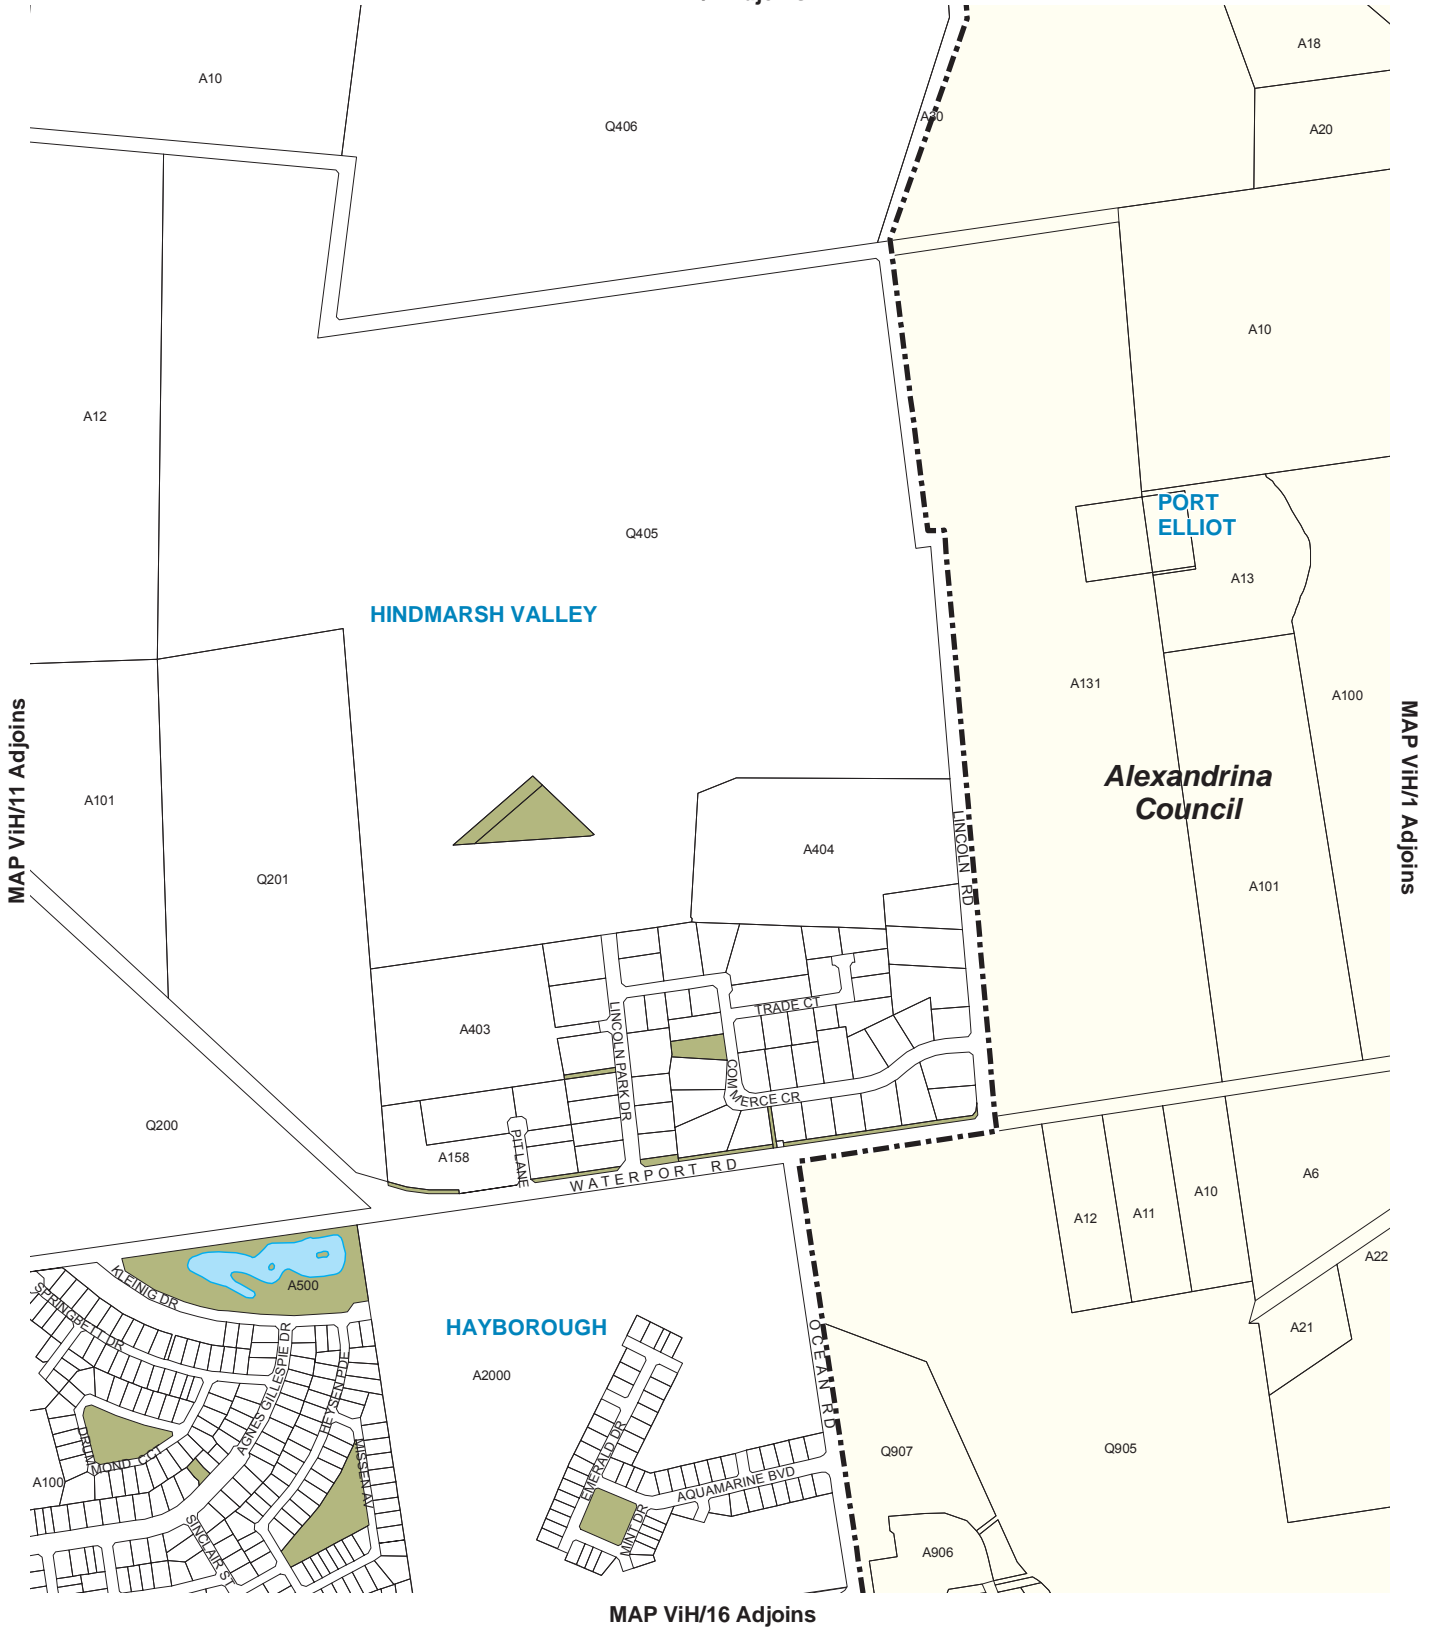 A10
Q406
A30
A18
A20
A10
A12
Q405
PORT
ELLIOT
A13
HINDMARSH VALLEY
A131
A100
MAP ViH/11 Adjoins
MAP ViH/1 Adjoins
Alexandrina
Council
A101
A404
LINCOLN RD
Q201
A101
TRADE CT
A403
LINCOLN PARK DR
COMMERCE CR
Q200
A158
PIT LANE
WATERPORT RD
A6
A12
A11
A10
A22
KLEINIG DR
A500
SPRINGBETT DR
HAYBOROUGH
OCEAN RD
A21
AGNES GILLESPIE DR
HEYSEN PDE
A2000
DRUMMOND CCT
MISSEN AV
EMERALD DR
Q907
Q905
A100
AQUAMARINE BVD
SINCLAIR ST
MINT DR
A906
MAP ViH/16 Adjoins